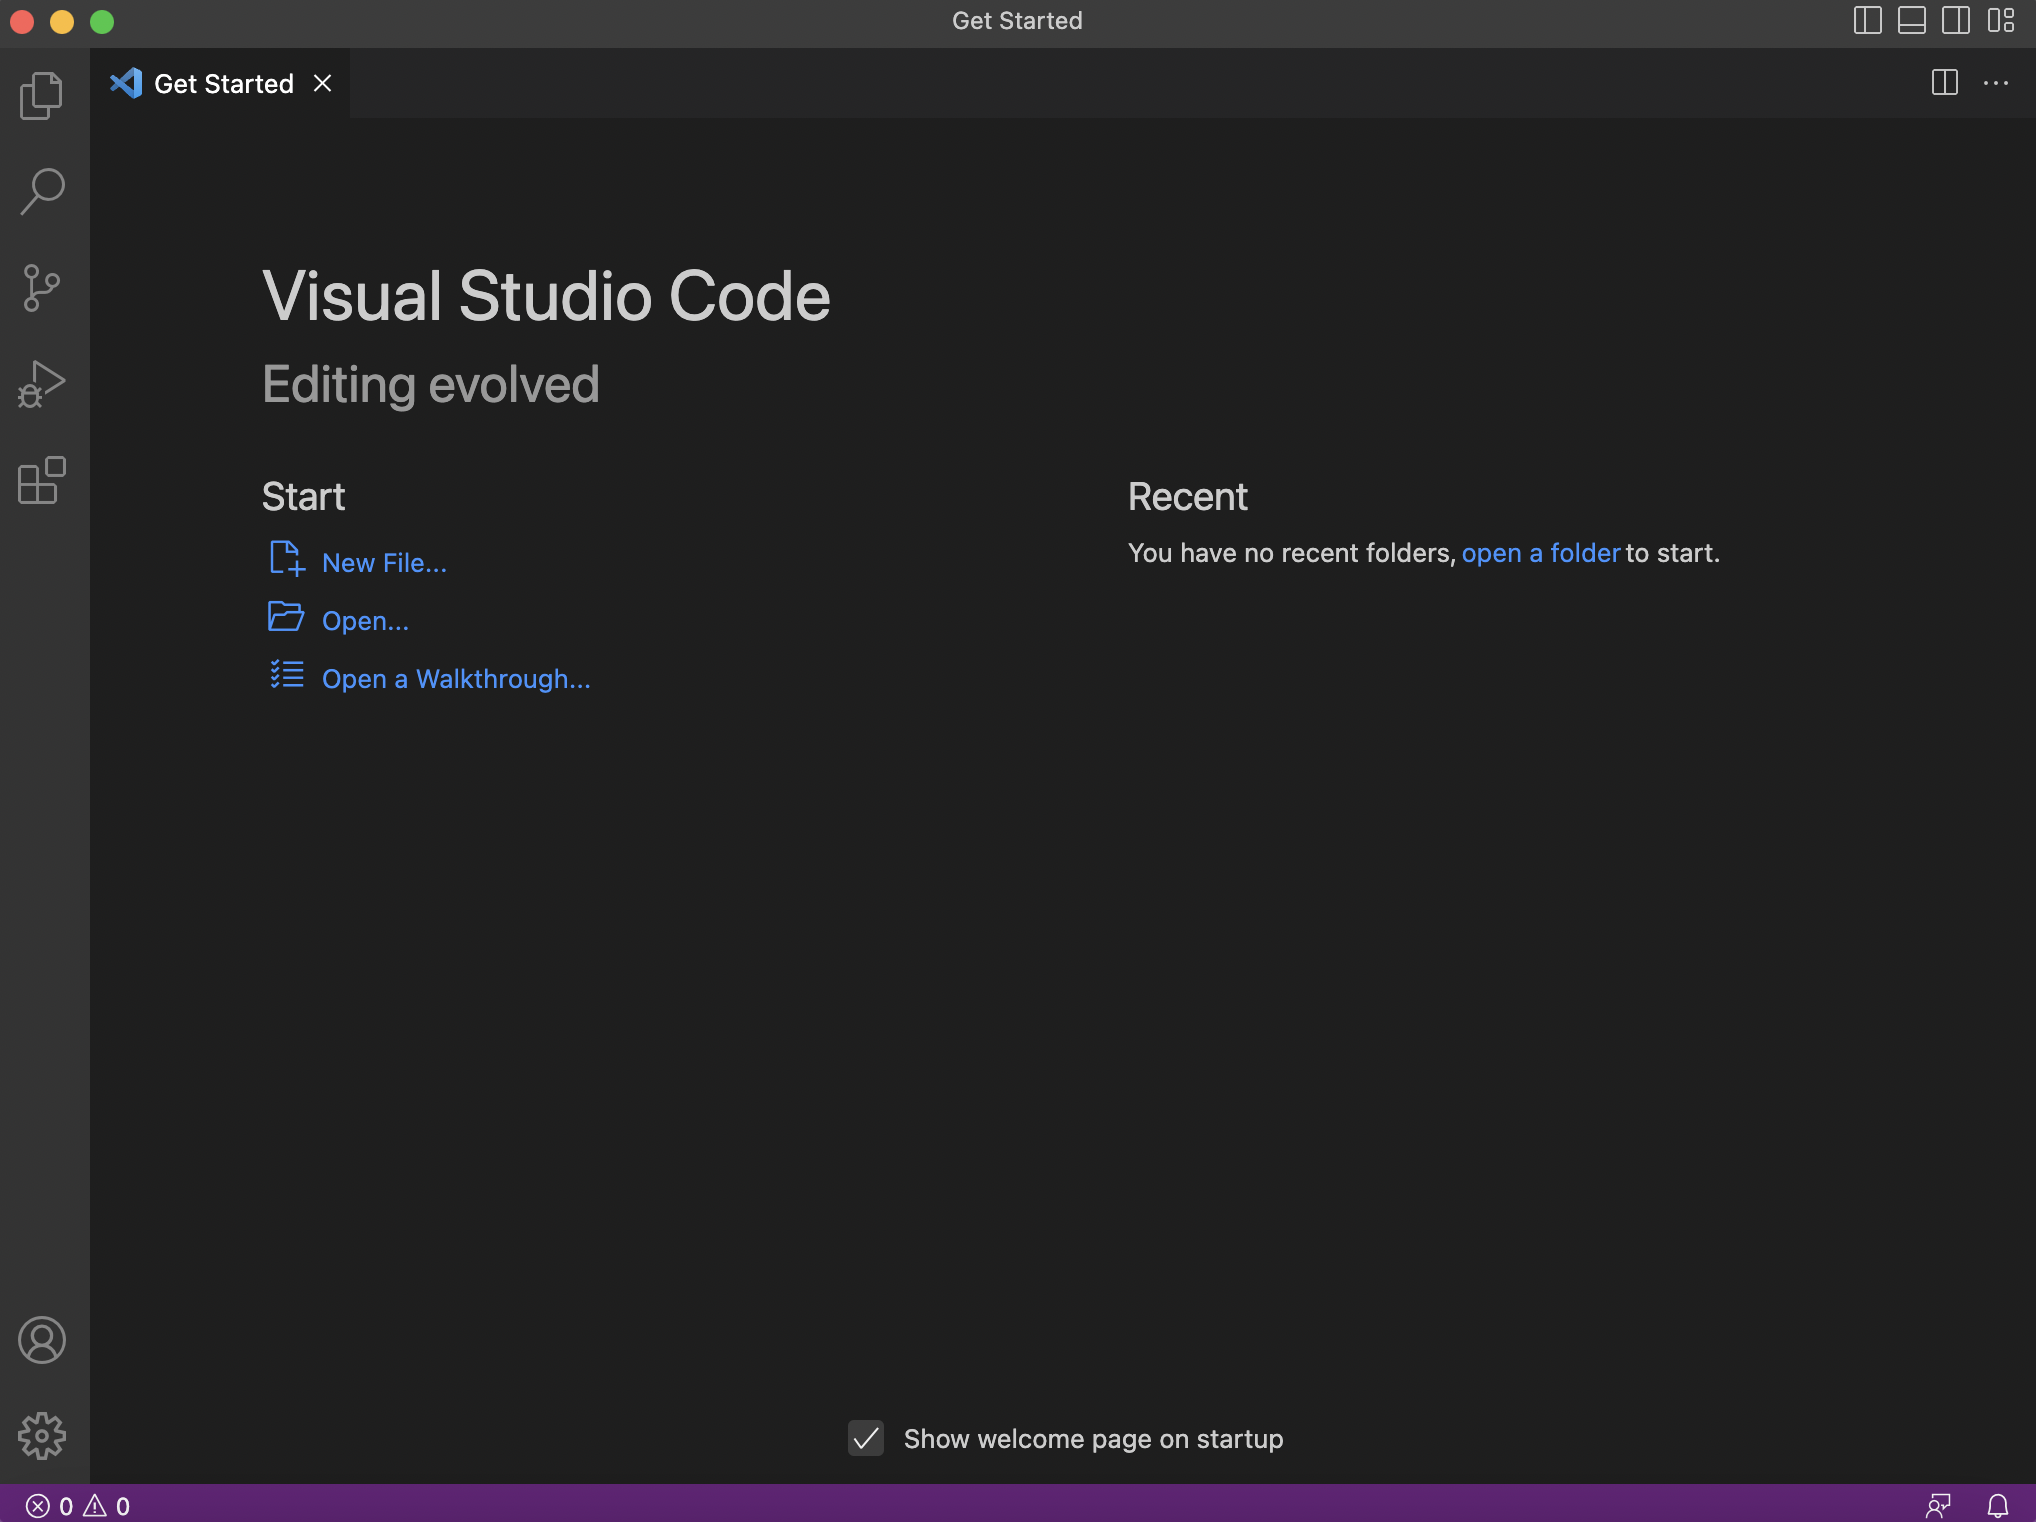 Get Started
Get Started
Visual Studio Code
Editing evolved
Start
New File...
Open...
Open a Walkthrough...
Recent
You have no recent folders, open a folder to start.
Show welcome page on startup
0 0